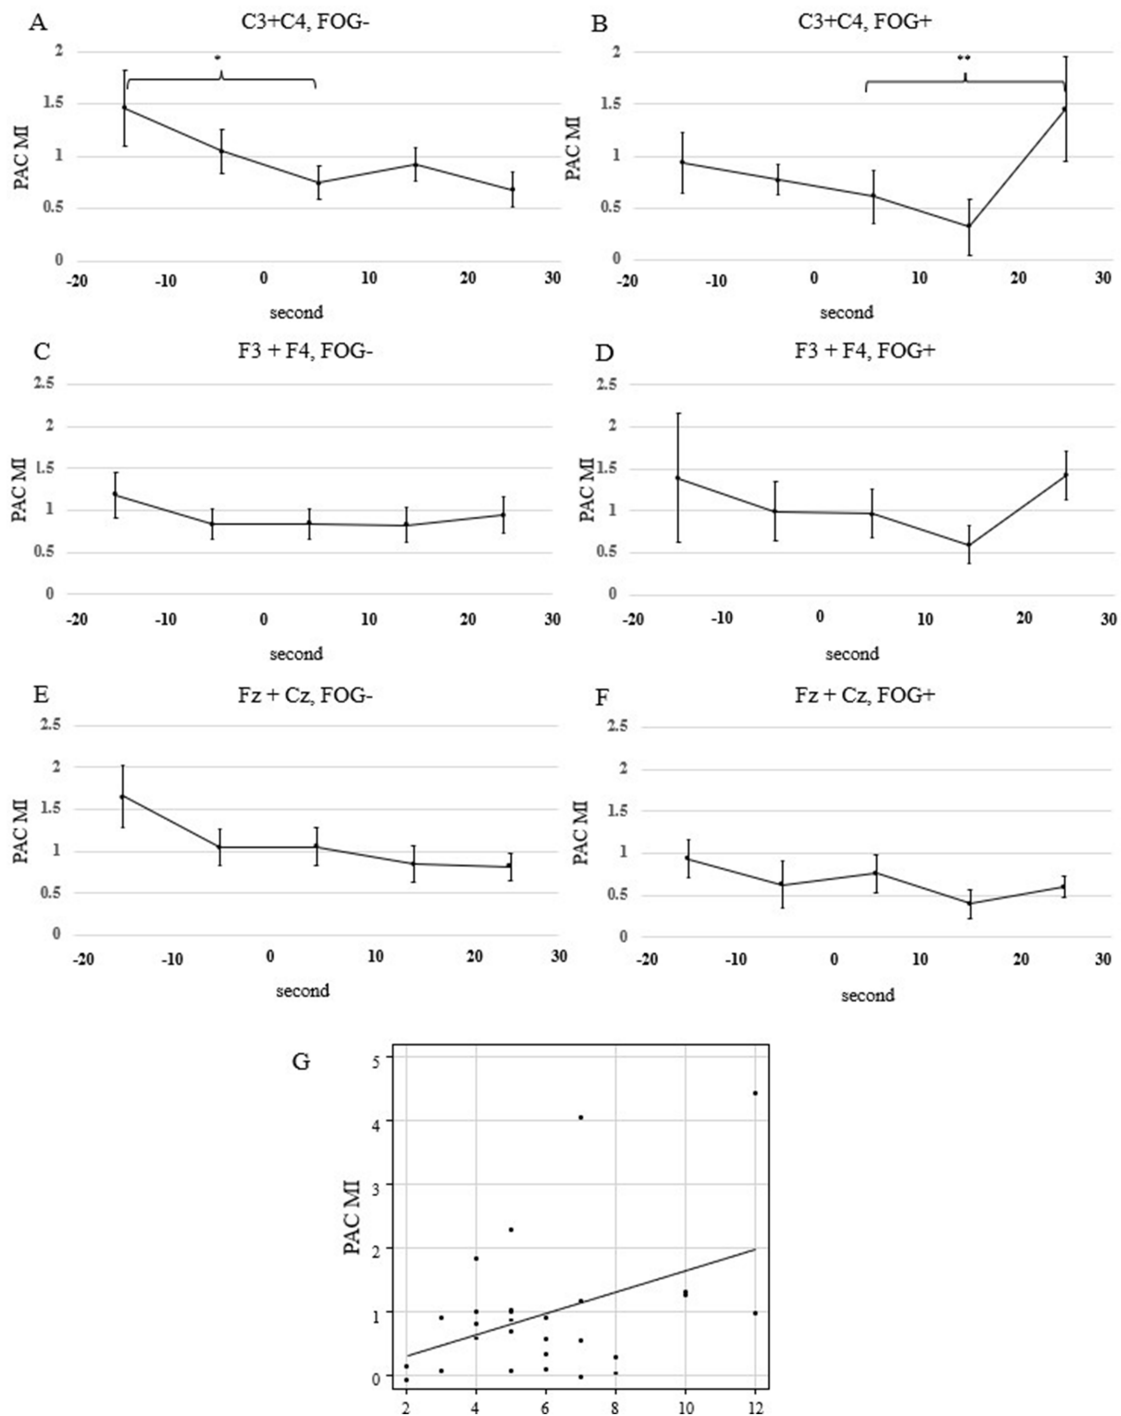 A
C3+C4, FOG-
2
*
1.5
1
0.5
0
PAC MI
-20 -10 0 10 20 30
second
B
C3+C4, FOG+
2
**
1.5
1
0.5
0
PAC MI
-20 -10 0 10 20 30
second
C
F3 + F4, FOG-
2.5
2
1.5
1
0.5
0
PAC MI
-20 -10 0 10 20 30
second
D
F3 + F4, FOG+
2.5
2
1.5
1
0.5
0
PAC MI
-20 -10 0 10 20 30
second
E
Fz + Cz, FOG-
2.5
2
1.5
1
0.5
0
PAC MI
-20 -10 0 10 20 30
second
F
Fz + Cz, FOG+
2.5
2
1.5
1
0.5
0
PAC MI
-20 -10 0 10 20 30
second
G
5
4
3
2
1
0
PAC MI
2 4 6 8 10 12